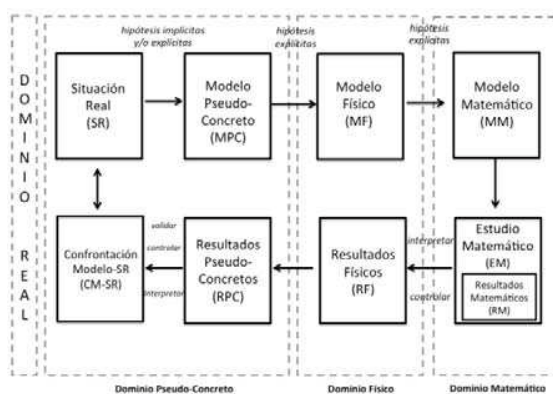 hipótesis implícitas
y/o explícitas
hipótesis
explícitas
hipótesis
explícitas
DOMINIO
REAL
Situación
Real
(SR)
Modelo
Pseudo-
Concreto
(MPC)
Modelo
Físico
(MF)
Modelo
Matemático
(MM)
Confrontación
Modelo-SR
(CM-SR)
validar
controlar
Interpretar
Resultados
Pseudo-
Concretos
(RPC)
Resultados
Físicos
(RF)
interpretar
controlar
Estudio
Matemático
(EM)
Resultados
Matemáticos
(RM)
Dominio Pseudo-Concreto
Dominio Físico
Dominio Matemático